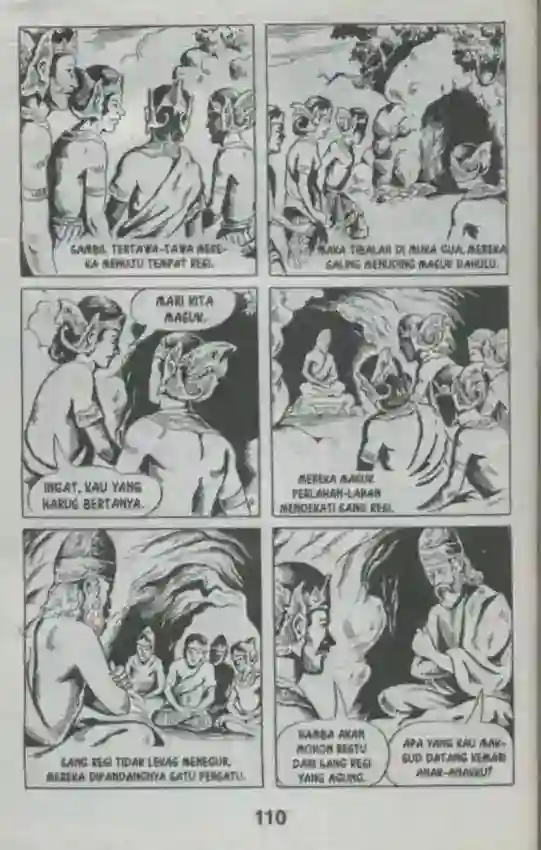 SAMBIL TERTAWA-TAWA MERE-
KA MENUJU TEMPAT RESI.
MAKA TIBALAH DI MUKA GUA, MEREKA
SALING MENUDING MASUK DAHULU.
MARI KITA
MASUK.
INGAT, KAU YANG
HARUS BERTANYA.
MEREKA MASUK
PERLAHAN-LAHAN
MENDEKATI SANG RESI.
SANG RESI TIDAK LEKAS MENEGUR,
MEREKA DIPANDANGNYA SATU PERSATU.
HAMBA AKAN
MOHON RESTU
DARI SANG RESI
YANG AGUNG.
APA YANG KAU MAK-
SUD DATANG KEMARI
ANAK-ANAKKU?
110